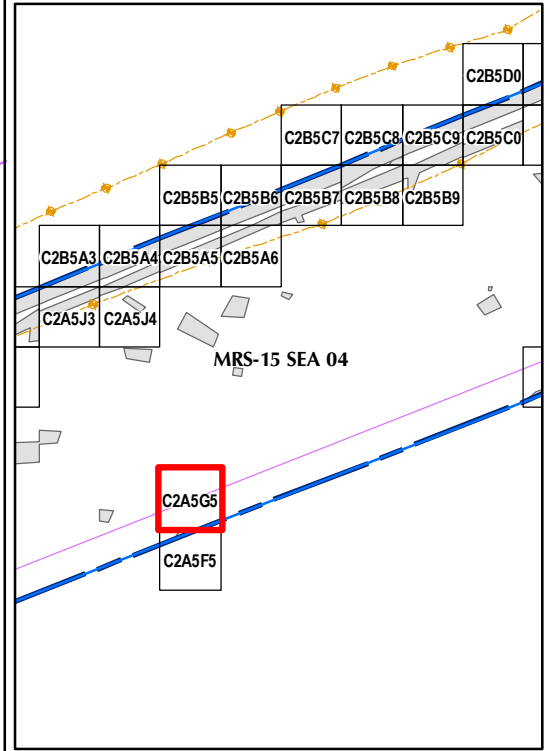 C2B5D0
C2B5C7 C2B5C8 C2B5C9 C2B5C0
C2B5B5 C2B5B6 C2B5B7 C2B5B8 C2B5B9
C2B5A3 C2B5A4 C2B5A5 C2B5A6
C2A5J3 C2A5J4
MRS-15 SEA 04
C2A5G5
C2A5F5